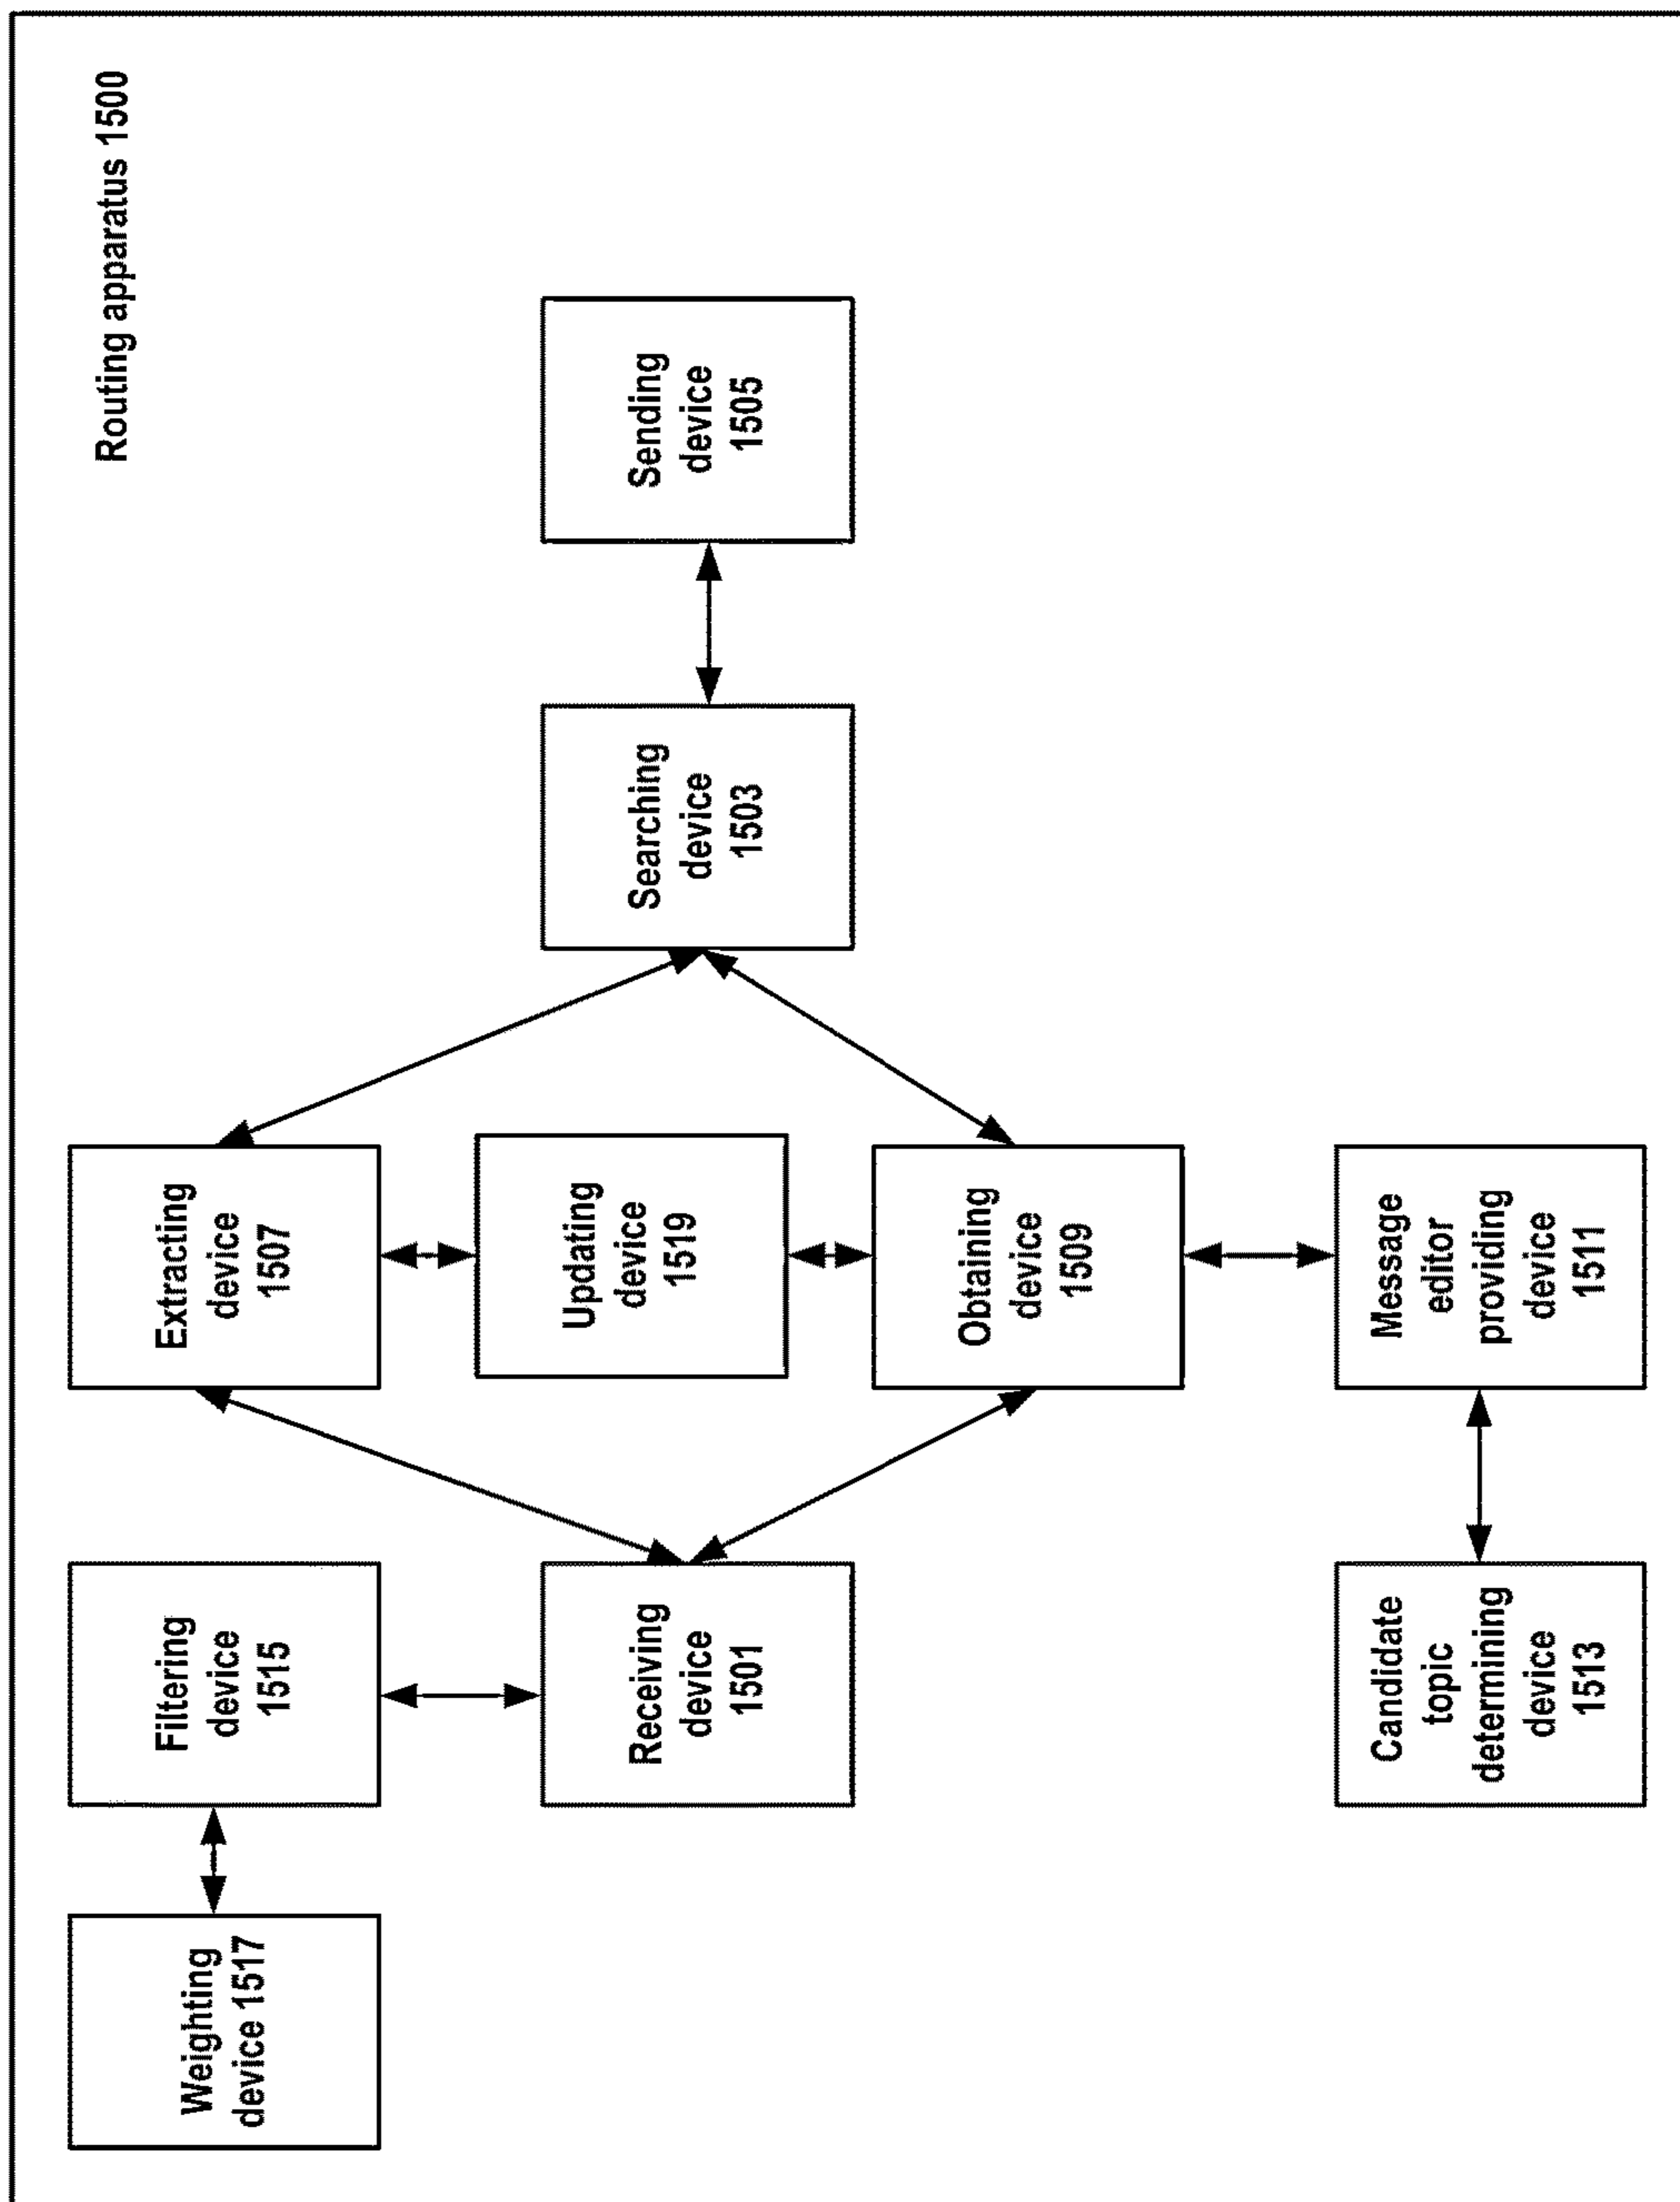 Routing apparatus 1500
Weighting
device 1517
Filtering
device
1515
Extracting
device
1507
Receiving
device
1501
Updating
device
1519
Searching
device
1503
Sending
device
1505
Obtaining
device
1509
Candidate
topic
determining
device
1513
Message
editor
providing
device
1511